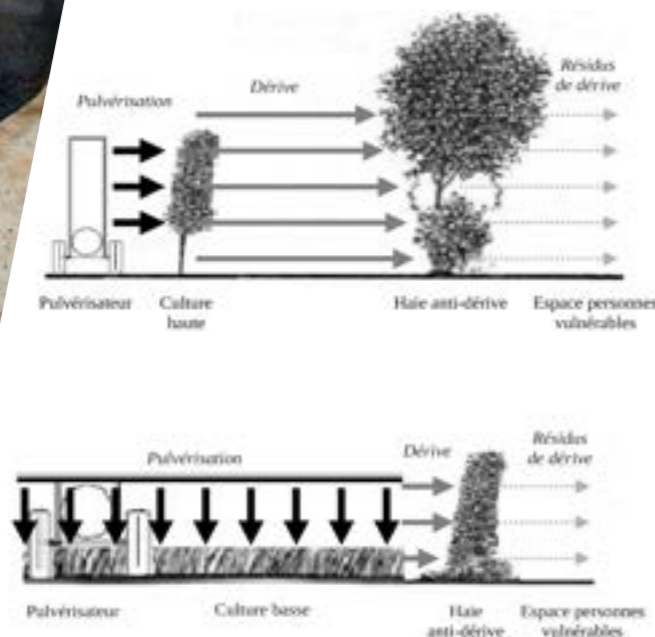 Pulvérisation
Dérive
Résidus
de dérive
Pulvérisateur
Culture
haute
Haie anti-dérive
Espace personnes
vulnérables
Pulvérisation
Dérive
Résidus
de dérive
Pulvérisateur
Culture basse
Haie
anti-dérive
Espace personnes
vulnérables